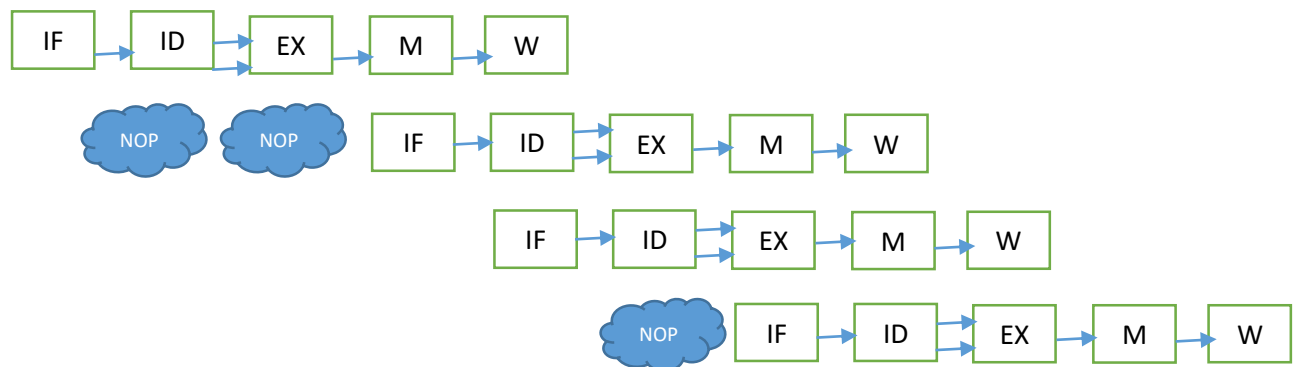 IF ID EX M W
NOP NOP IF ID EX M W
IF ID EX M W
NOP IF ID EX M W